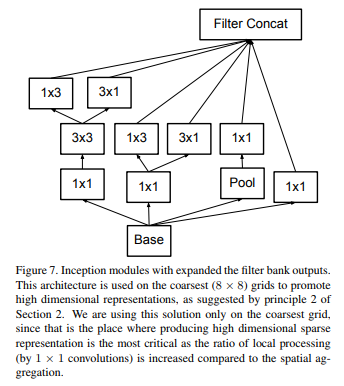 Filter Concat
1x3 3x1
3x3 1x3 3x1 1x1
1x1 1x1 Pool 1x1
Base
Figure 7. Inception modules with expanded the filter bank outputs.
This architecture is used on the coarsest (8 × 8) grids to promote
high dimensional representations, as suggested by principle 2 of
Section 2. We are using this solution only on the coarsest grid,
since that is the place where producing high dimensional sparse
representation is the most critical as the ratio of local processing
(by 1 × 1 convolutions) is increased compared to the spatial ag-
gregation.